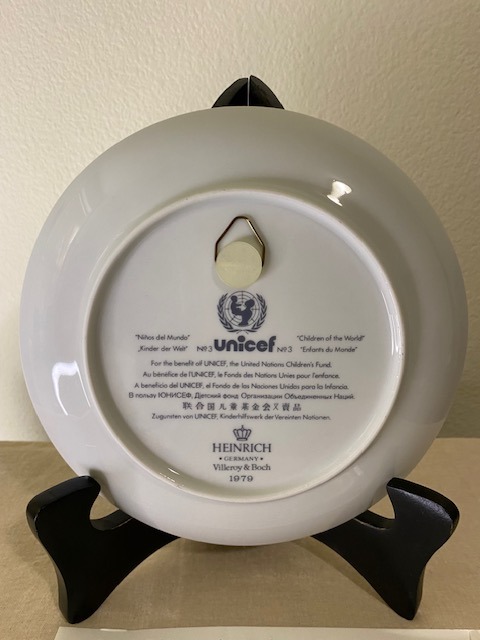 "Niños del Mundo" "Children of the World"
„Kinder der Welt" Nº3 unicef Nº3 "Enfants du Monde"
For the benefit of UNICEF, the United Nations Children's Fund.
Au bénéfice de l'UNICEF, le Fonds des Nations Unies pour l'enfance.
A beneficio del UNICEF, el Fondo de las Naciones Unidas para la Infancia.
В пользу ЮНИСЕФ, Детский фонд Организации Объединенных Наций.
联合国儿童基金会义卖品
Zugunsten von UNICEF, Kinderhilfswerk der Vereinten Nationen.
HEINRICH
GERMANY
Villeroy & Boch
1979